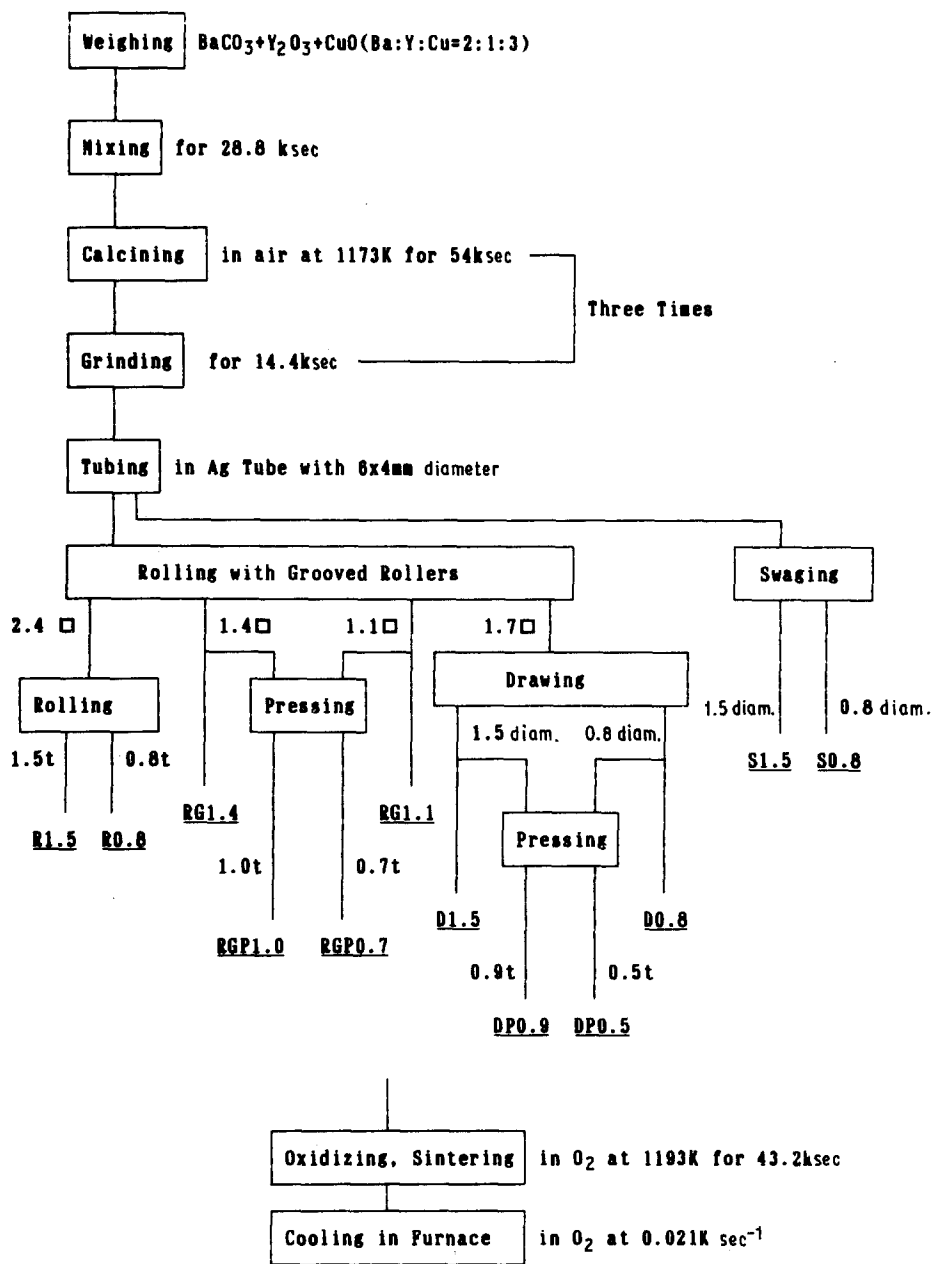 Weighing BaCO3+Y2O3+CuO(Ba:Y:Cu=2:1:3)
Mixing for 28.8 ksec
Calcining in air at 1173K for 54ksec
Three Times
Grinding for 14.4ksec
Tubing in Ag Tube with 6x4mm diameter
Rolling with Grooved Rollers
Swaging
2.4 □ 1.4□ 1.1□ 1.7□
Rolling
Pressing
Drawing
1.5 diam. 0.8 diam.
1.5t 0.8t
1.5 diam. 0.8 diam.
S1.5 S0.8
RG1.4 RG1.1
R1.5 R0.8
Pressing
1.0t 0.7t
D1.5 D0.8
RGP1.0 RGP0.7
0.9t 0.5t
DP0.9 DP0.5
Oxidizing, Sintering in O2 at 1193K for 43.2ksec
Cooling in Furnace in O2 at 0.021K sec⁻¹